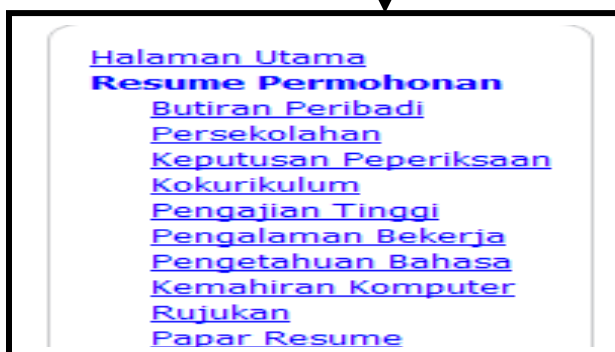 Halaman Utama
Resume Permohonan
Butiran Peribadi
Persekolahan
Keputusan Peperiksaan
Kokurikulum
Pengajian Tinggi
Pengalaman Bekerja
Pengetahuan Bahasa
Kemahiran Komputer
Rujukan
Papar Resume